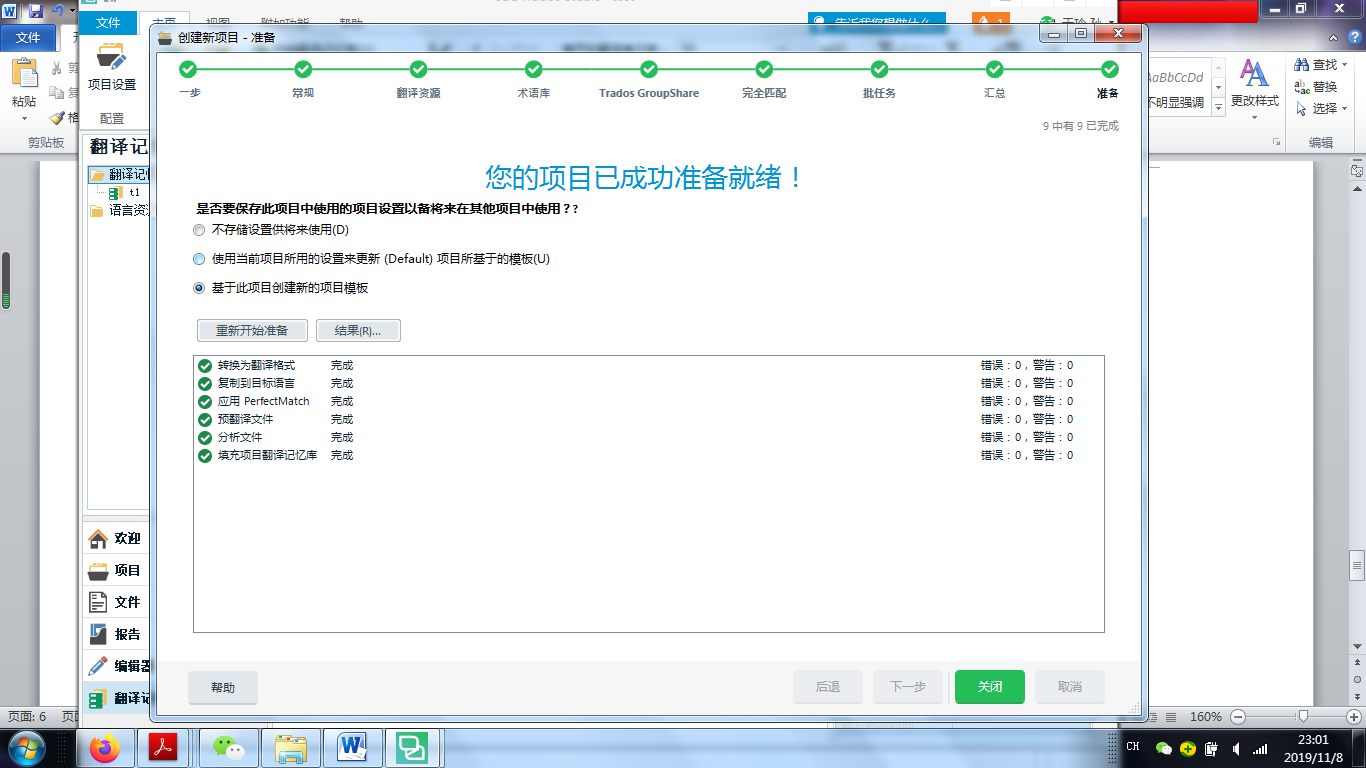 文件
主页
视图
附加功能
帮助
告诉我您想做什么
1
文件
粘贴
剪
复
格
剪贴板
项目设置
配置
创建新项目 - 准备
一步
常规
翻译资源
术语库
Trados GroupShare
完全匹配
批任务
汇总
准备
9 中有 9 已完成
您的项目已成功准备就绪！
是否要保存此项目中使用的项目设置以备将来在其他项目中使用？?
不存储设置供将来使用(D)
使用当前项目所用的设置来更新 (Default) 项目所基于的模板(U)
基于此项目创建新的项目模板
重新开始准备
结果(R)...
转换为翻译格式 完成 错误：0，警告：0
复制到目标语言 完成 错误：0，警告：0
应用 PerfectMatch 完成 错误：0，警告：0
预翻译文件 完成 错误：0，警告：0
分析文件 完成 错误：0，警告：0
填充项目翻译记忆库 完成 错误：0，警告：0
帮助
后退
下一步
关闭
取消
翻译记
翻译记忆
t1
语言资源
欢迎
项目
文件
报告
编辑器
翻译记
AaBbCcDd
不明显强调
更改样式
查找
替换
选择
编辑
页面: 6
160%
CH
23:01
2019/11/8